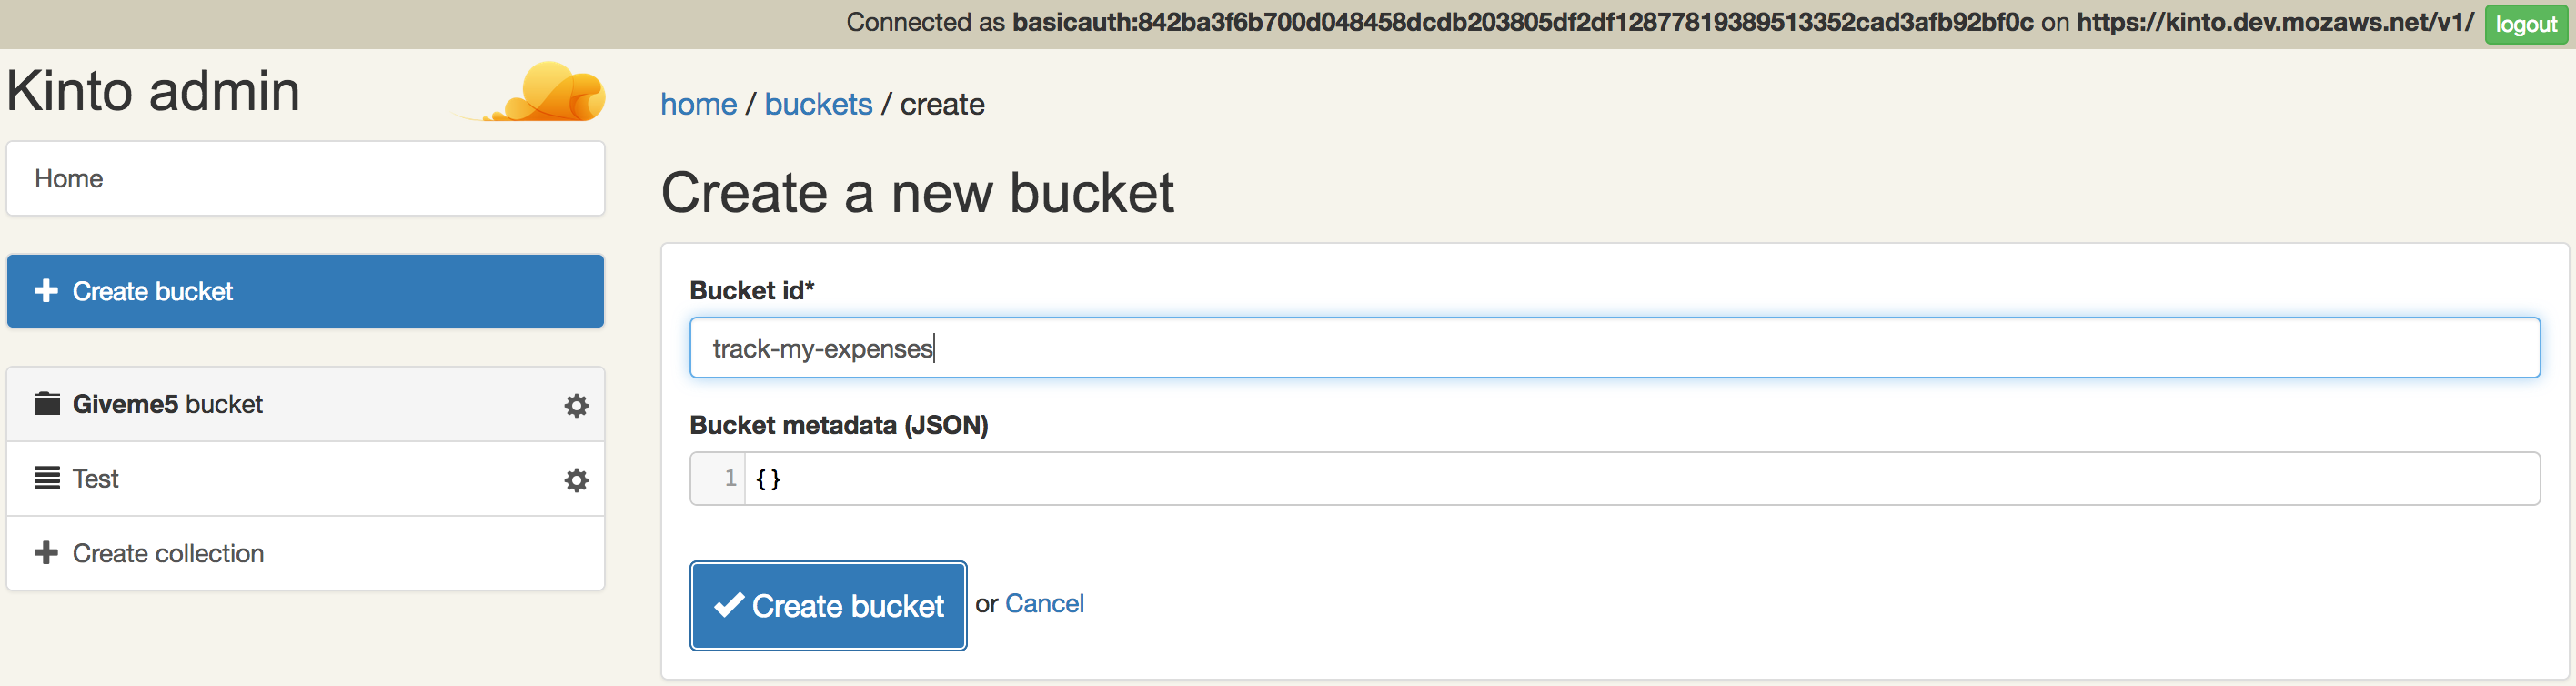 Connected as basicauth:842ba3f6b700d048458dcdb203805df2df12877819389513352cad3afb92bf0c on https://kinto.dev.mozaws.net/v1/ logout
Kinto admin
home / buckets / create
Home
Create a new bucket
Create bucket
Bucket id*
track-my-expenses
Giveme5 bucket
Bucket metadata (JSON)
Test
1 {}
Create collection
Create bucket or Cancel